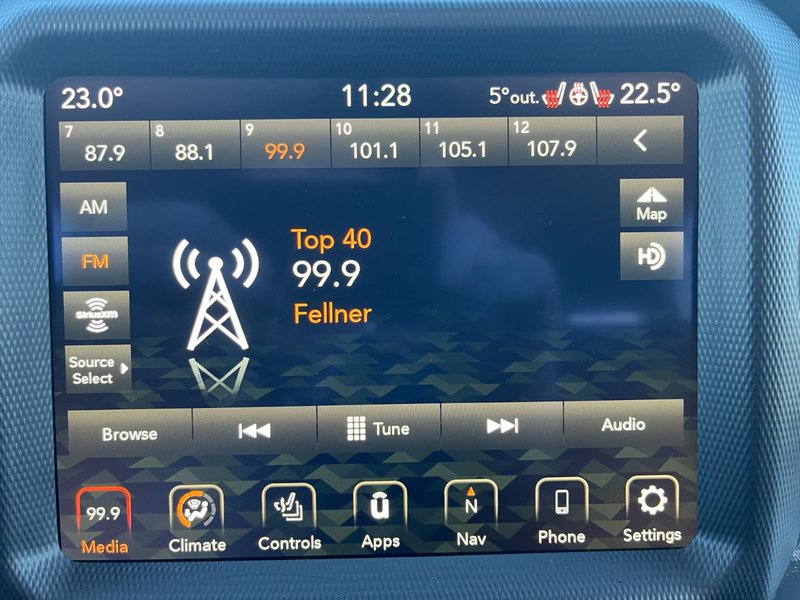 23.0° 11:28 5°out. 22.5°
7 8 9 10 11 12
87.9 88.1 99.9 101.1 105.1 107.9
AM
Map
FM
HD
Top 40
99.9
Fellner
SiriusXM
Source
Select
Browse Tune Audio
99.9 N
Media Climate Controls Apps Nav Phone Settings